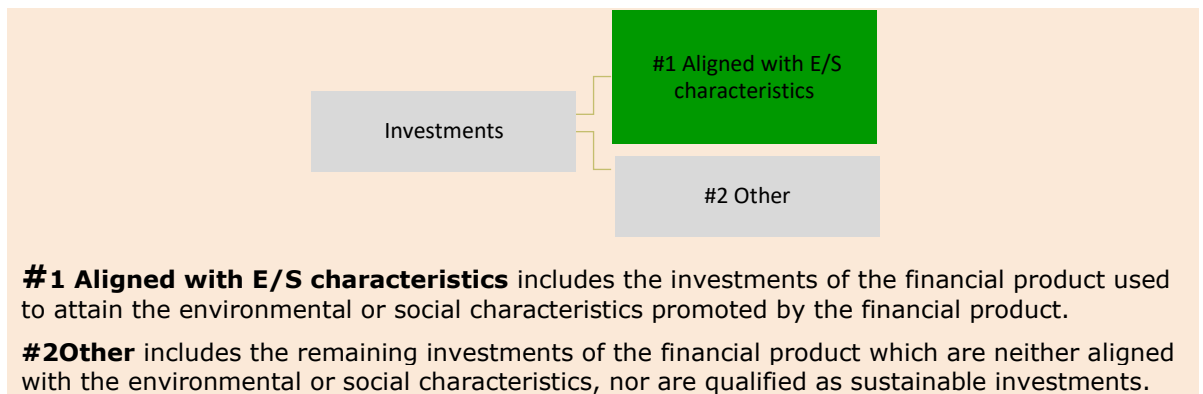 #1 Aligned with E/S
characteristics
Investments
#2 Other
#1 Aligned with E/S characteristics includes the investments of the financial product used
to attain the environmental or social characteristics promoted by the financial product.
#2Other includes the remaining investments of the financial product which are neither aligned
with the environmental or social characteristics, nor are qualified as sustainable investments.